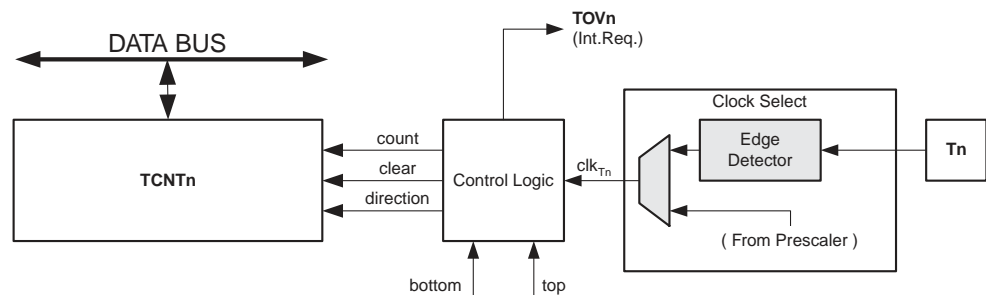 TOVn
(Int.Req.)
DATA BUS
Clock Select
count
Edge
Detector
Tn
TCNTn
clear
Control Logic
clkTn
direction
( From Prescaler )
bottom
top